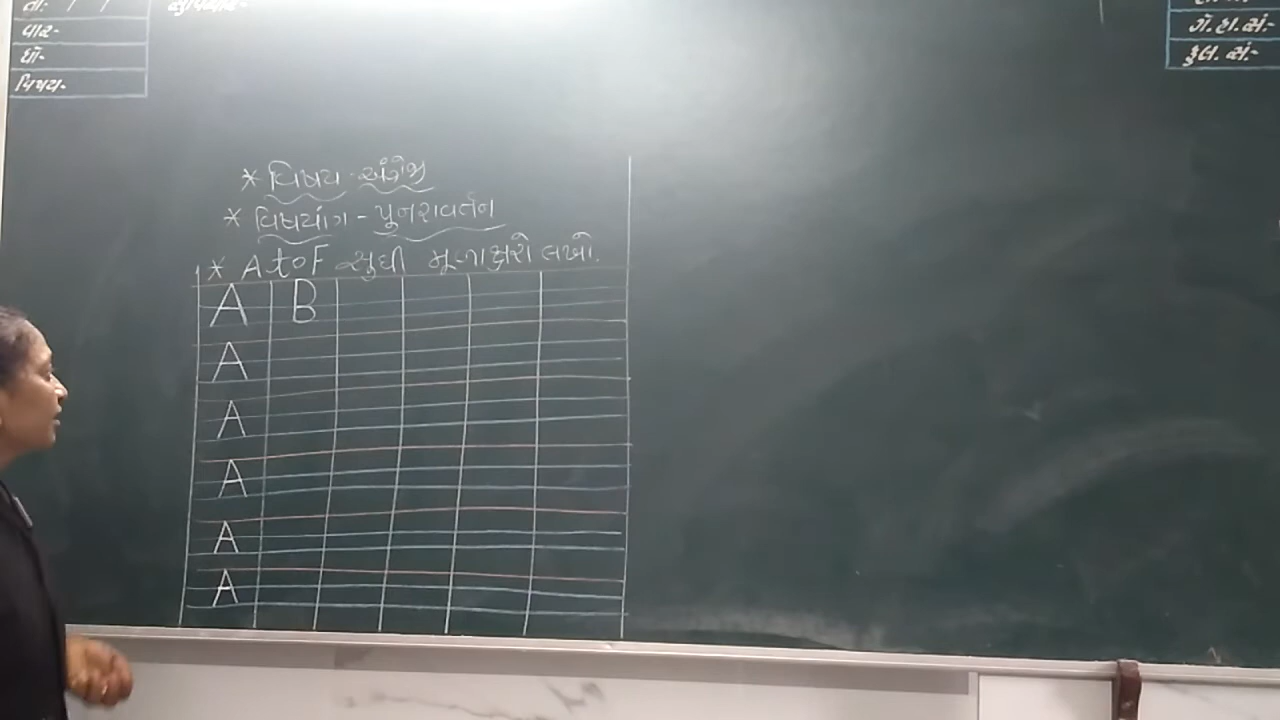 તા:- / /
વાર-
ધો-
વિષય-
સુવિચાર-
ગે.હા.સં.-
કુલ.સં.-
* વિષય - અંગ્રેજી
* વિષયાંગ - પુનરાવર્તન
* A to F સુધી મૂળાક્ષરો લખો.
A B
A
A
A
A
A